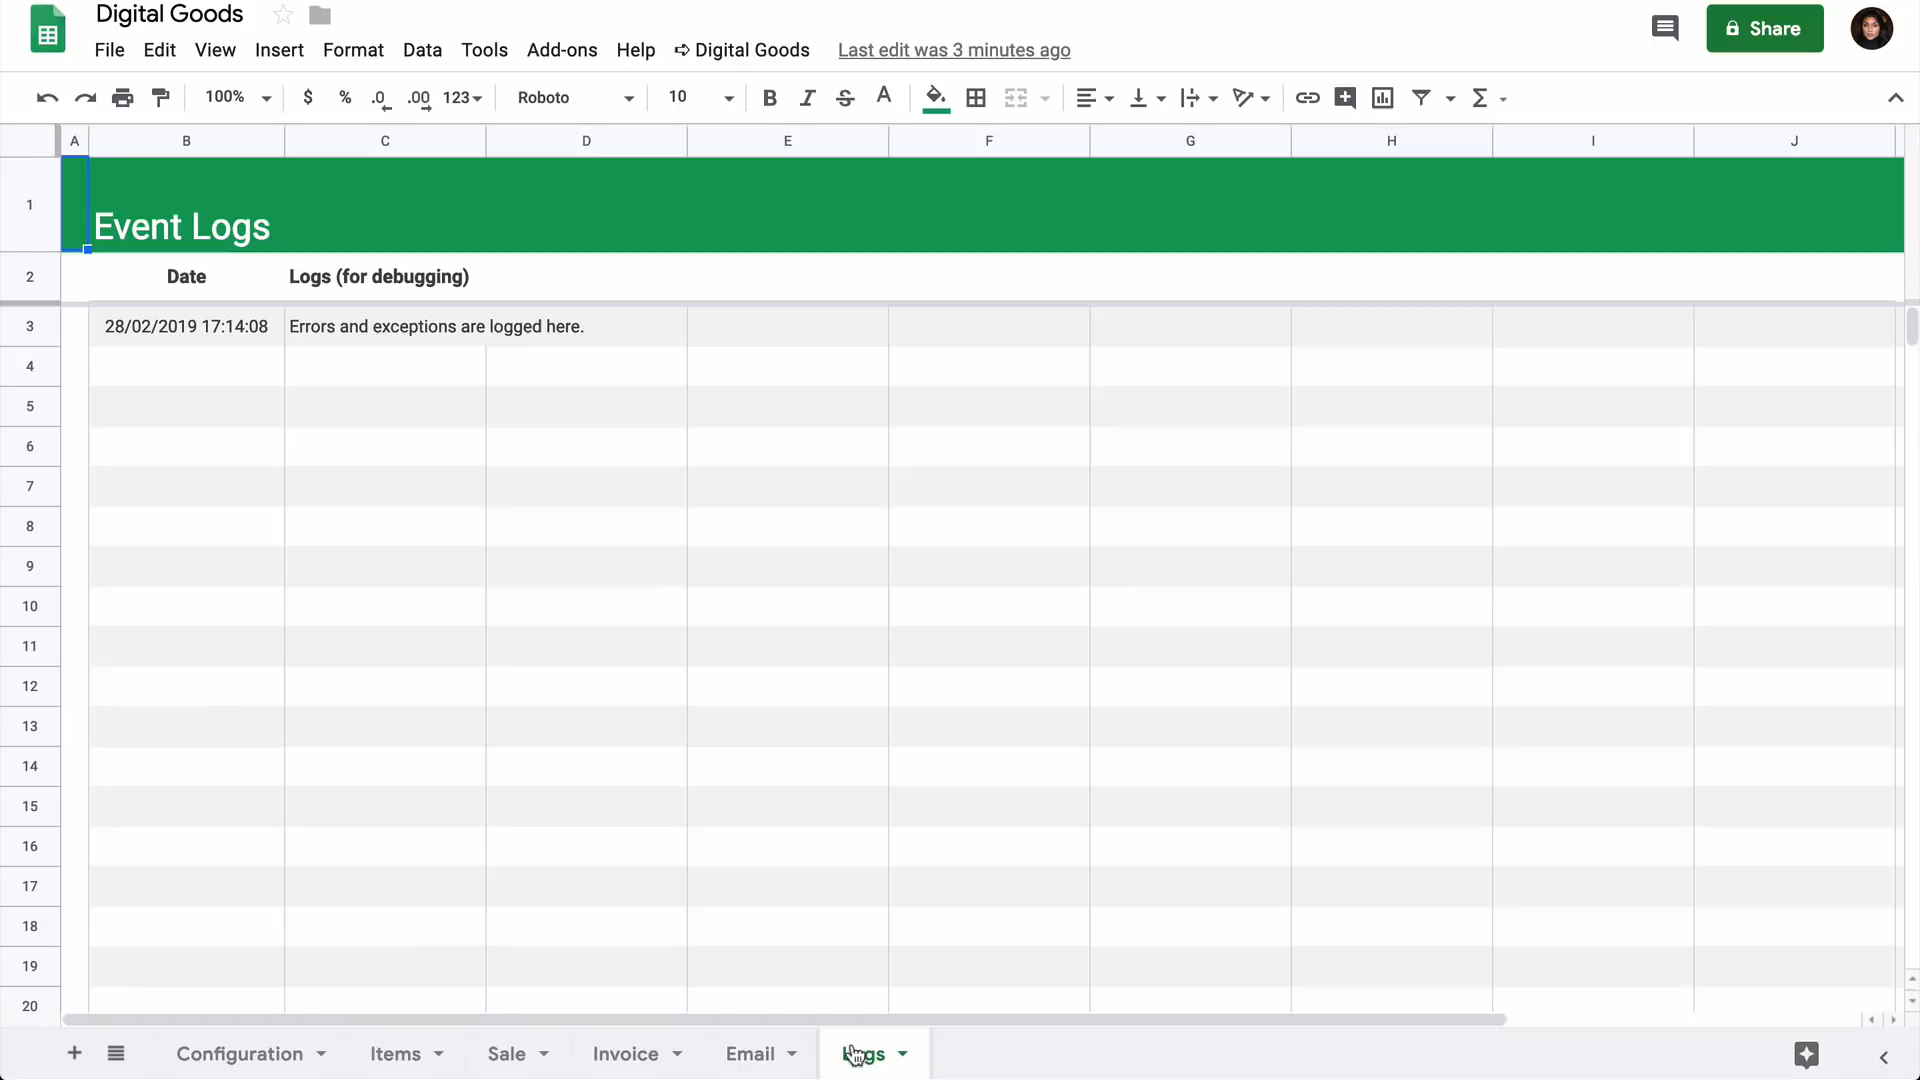 Digital Goods
File Edit View Insert Format Data Tools Add-ons Help ➪ Digital Goods Last edit was 3 minutes ago
Share
100% $ % .0 .00 123 Roboto 10 B I S A Σ
A B C D E F G H I J
1 Event Logs
2 Date Logs (for debugging)
3 28/02/2019 17:14:08 Errors and exceptions are logged here.
4
5
6
7
8
9
10
11
12
13
14
15
16
17
18
19
20
+ Configuration Items Sale Invoice Email Logs